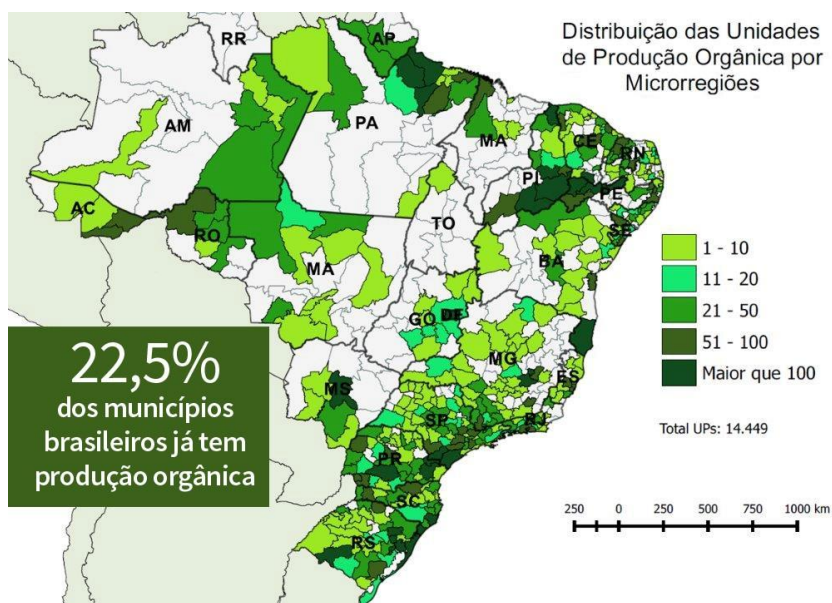 Distribuição das Unidades
de Produção Orgânica por
Microrregiões
RR
AP
AM
PA
MA
CE
RN
PI
PE
AC
TO
RO
SE
MA
BA
GO
DF
MG
MS
ES
SP
RJ
PR
SC
RS
1 - 10
11 - 20
21 - 50
51 - 100
Maior que 100
Total UPs: 14.449
250 0 250 500 750 1000 km
22,5%
dos municípios
brasileiros já tem
produção orgânica